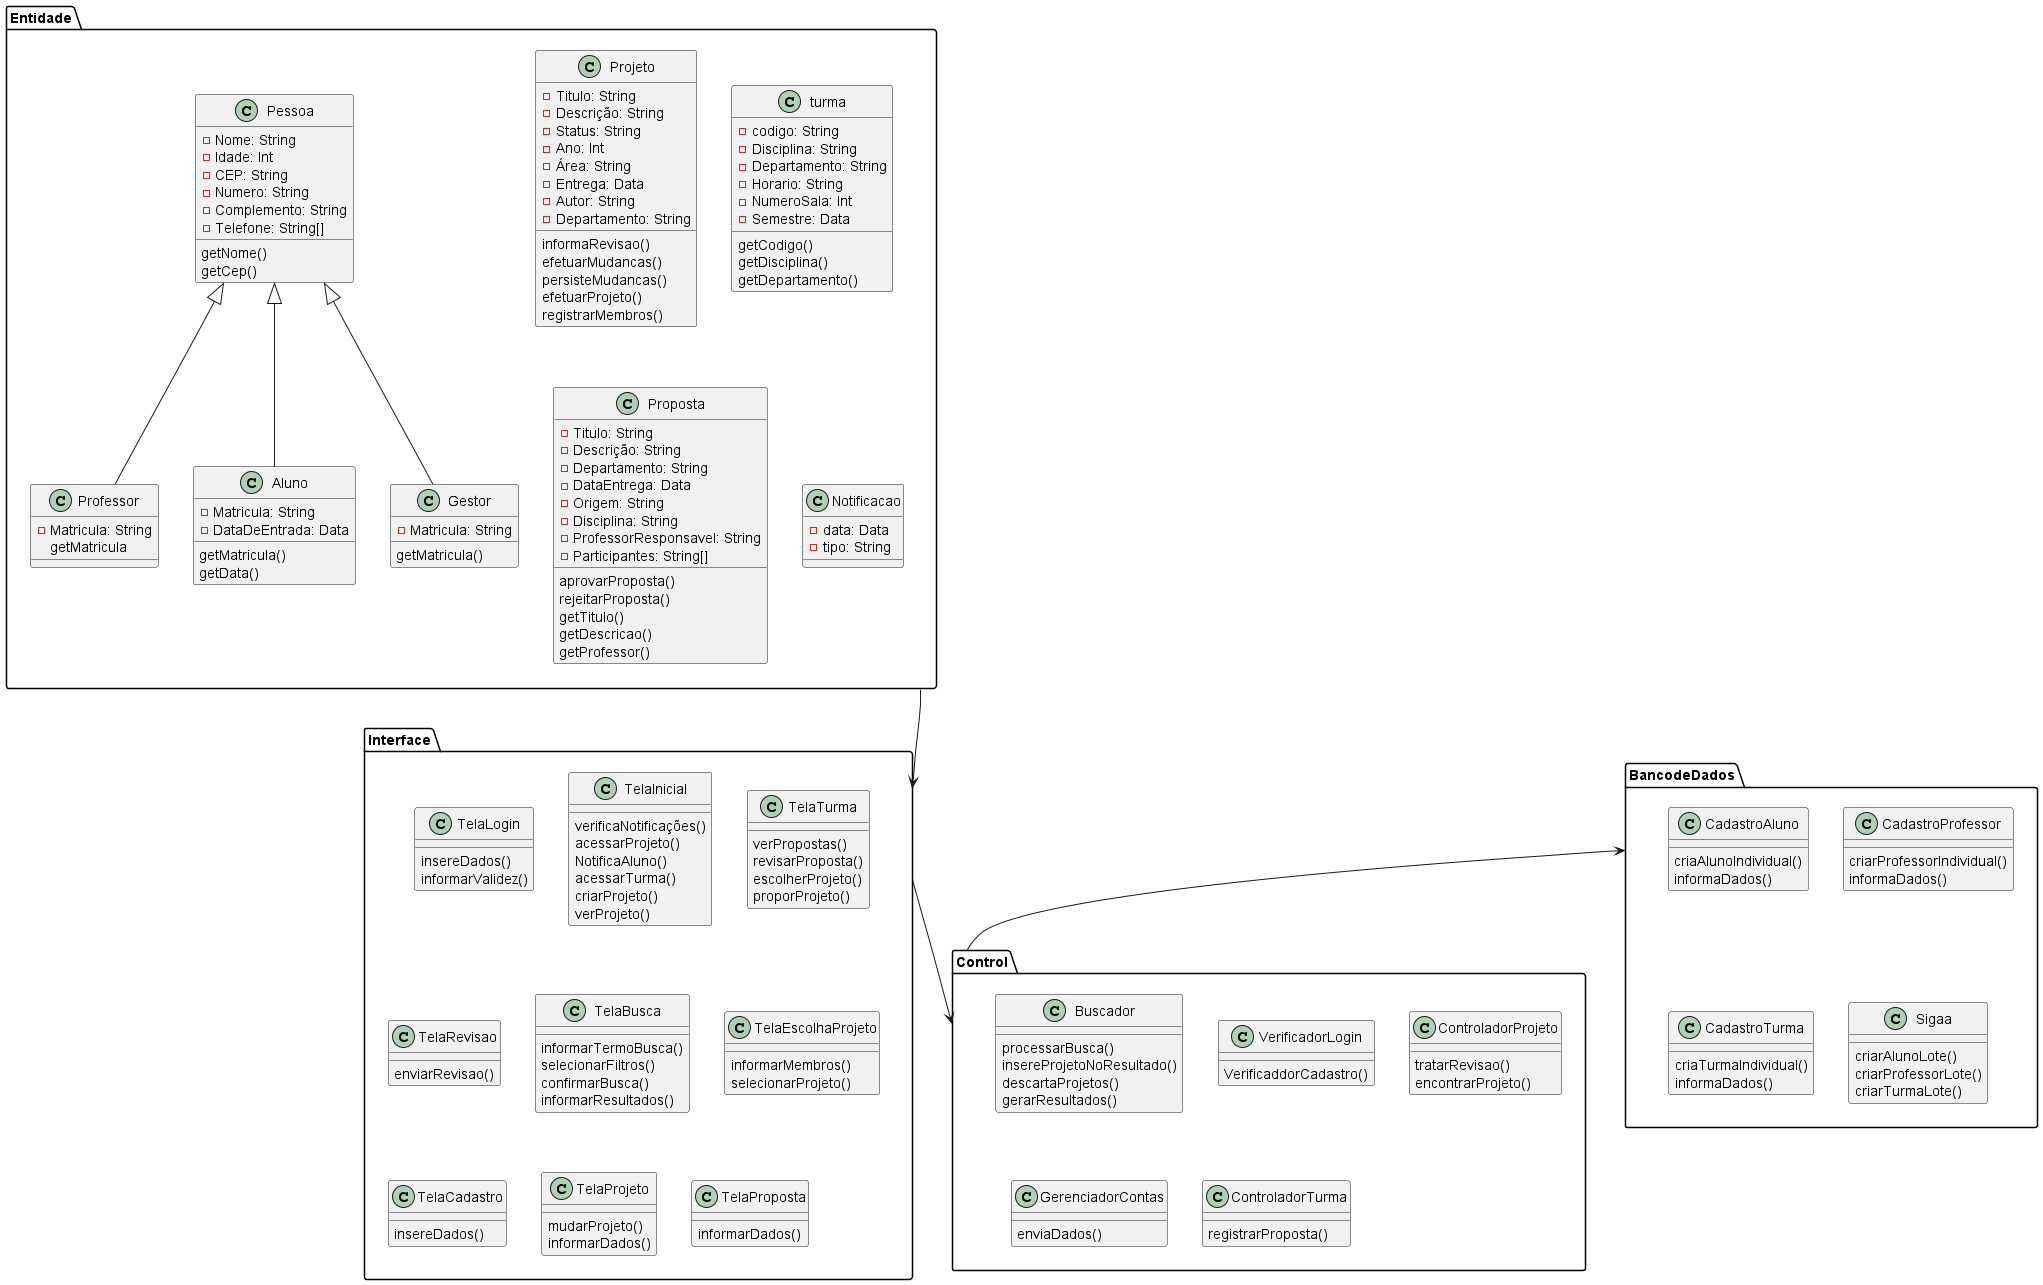 Entidade
C Pessoa
Nome: String
Idade: Int
CEP: String
Numero: String
Complemento: String
Telefone: String[]
getNome()
getCep()
C Projeto
Titulo: String
Descrição: String
Status: String
Ano: Int
Área: String
Entrega: Data
Autor: String
Departamento: String
informaRevisao()
efetuarMudancas()
persisteMudancas()
efetuarProjeto()
registrarMembros()
C turma
codigo: String
Disciplina: String
Departamento: String
Horario: String
NumeroSala: Int
Semestre: Data
getCodigo()
getDisciplina()
getDepartamento()
C Professor
Matricula: String
getMatricula
C Aluno
Matricula: String
DataDeEntrada: Data
getMatricula()
getData()
C Gestor
Matricula: String
getMatricula()
C Proposta
Titulo: String
Descrição: String
Departamento: String
DataEntrega: Data
Origem: String
Disciplina: String
ProfessorResponsavel: String
Participantes: String[]
aprovarProposta()
rejeitarProposta()
getTitulo()
getDescricao()
getProfessor()
C Notificacao
data: Data
tipo: String
Interface
C TelaLogin
insereDados()
informarValidez()
C TelaInicial
verificaNotificações()
acessarProjeto()
NotificaAluno()
acessarTurma()
criarProjeto()
verProjeto()
C TelaTurma
verPropostas()
revisarProposta()
escolherProjeto()
proporProjeto()
C TelaRevisao
enviarRevisao()
C TelaBusca
informarTermoBusca()
selecionarFiltros()
confirmarBusca()
informarResultados()
C TelaEscolhaProjeto
informarMembros()
selecionarProjeto()
C TelaCadastro
insereDados()
C TelaProjeto
mudarProjeto()
informarDados()
C TelaProposta
informarDados()
Control
C Buscador
processarBusca()
insereProjetoNoResultado()
descartaProjetos()
gerarResultados()
C VerificadorLogin
VerificaddorCadastro()
C ControladorProjeto
tratarRevisao()
encontrarProjeto()
C GerenciadorContas
enviaDados()
C ControladorTurma
registrarProposta()
BancodeDados
C CadastroAluno
criaAlunoIndividual()
informaDados()
C CadastroProfessor
criarProfessorIndividual()
informaDados()
C CadastroTurma
criaTurmaIndividual()
informaDados()
C Sigaa
criarAlunoLote()
criarProfessorLote()
criarTurmaLote()